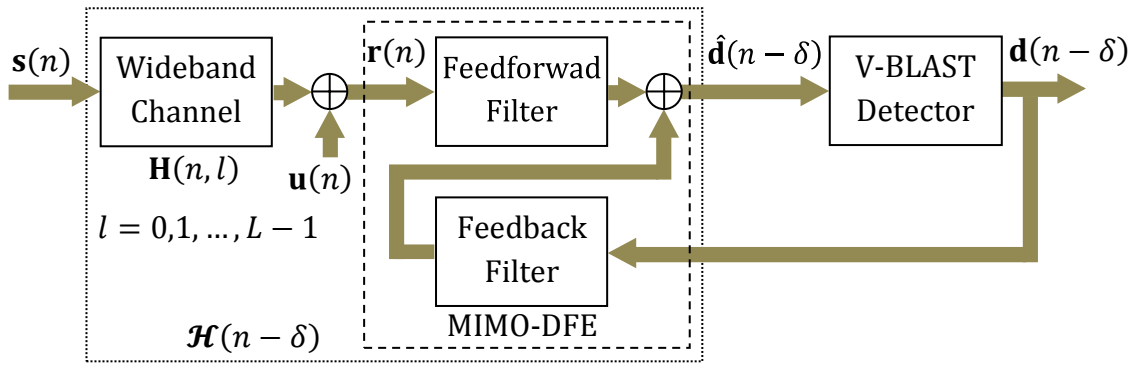 𝐬(n)
Wideband
Channel
𝐇(n, l)
l = 0,1, …, L − 1
𝐮(n)
𝐫(n)
Feedforwad
Filter
𝐝̂(n − δ)
V-BLAST
Detector
𝐝(n − δ)
Feedback
Filter
MIMO-DFE
𝓗(n − δ)